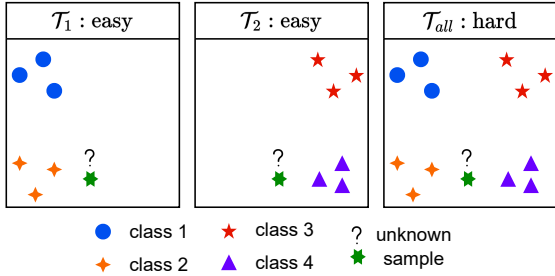 𝒯₁ : easy
𝒯₂ : easy
𝒯ₐₗₗ : hard
?
?
?
class 1
class 3
? unknown
class 2
class 4
sample